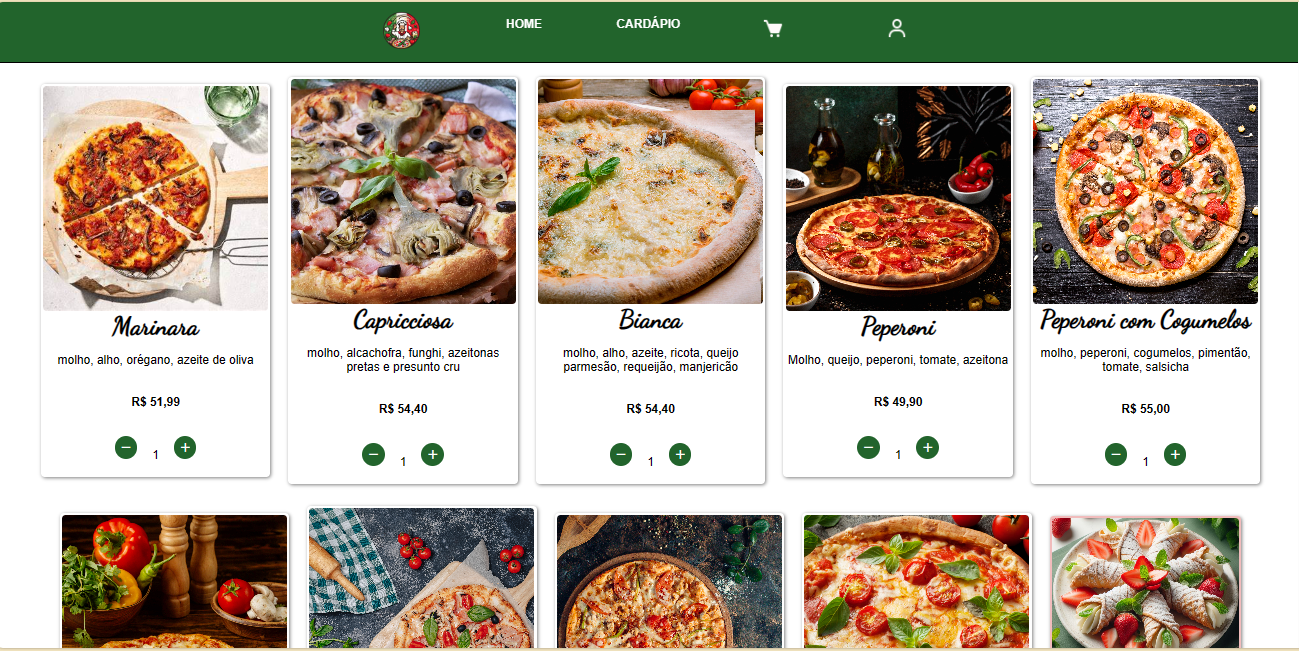 HOME CARDÁPIO
Marinara
molho, alho, orégano, azeite de oliva
R$ 51,99
− 1 +
Capricciosa
molho, alcachofra, funghi, azeitonas
pretas e presunto cru
R$ 54,40
− 1 +
Bianca
molho, alho, azeite, ricota, queijo
parmesão, requeijão, manjericão
R$ 54,40
− 1 +
Peperoni
Molho, queijo, peperoni, tomate, azeitona
R$ 49,90
− 1 +
Peperoni com Cogumelos
molho, peperoni, cogumelos, pimentão,
tomate, salsicha
R$ 55,00
− 1 +